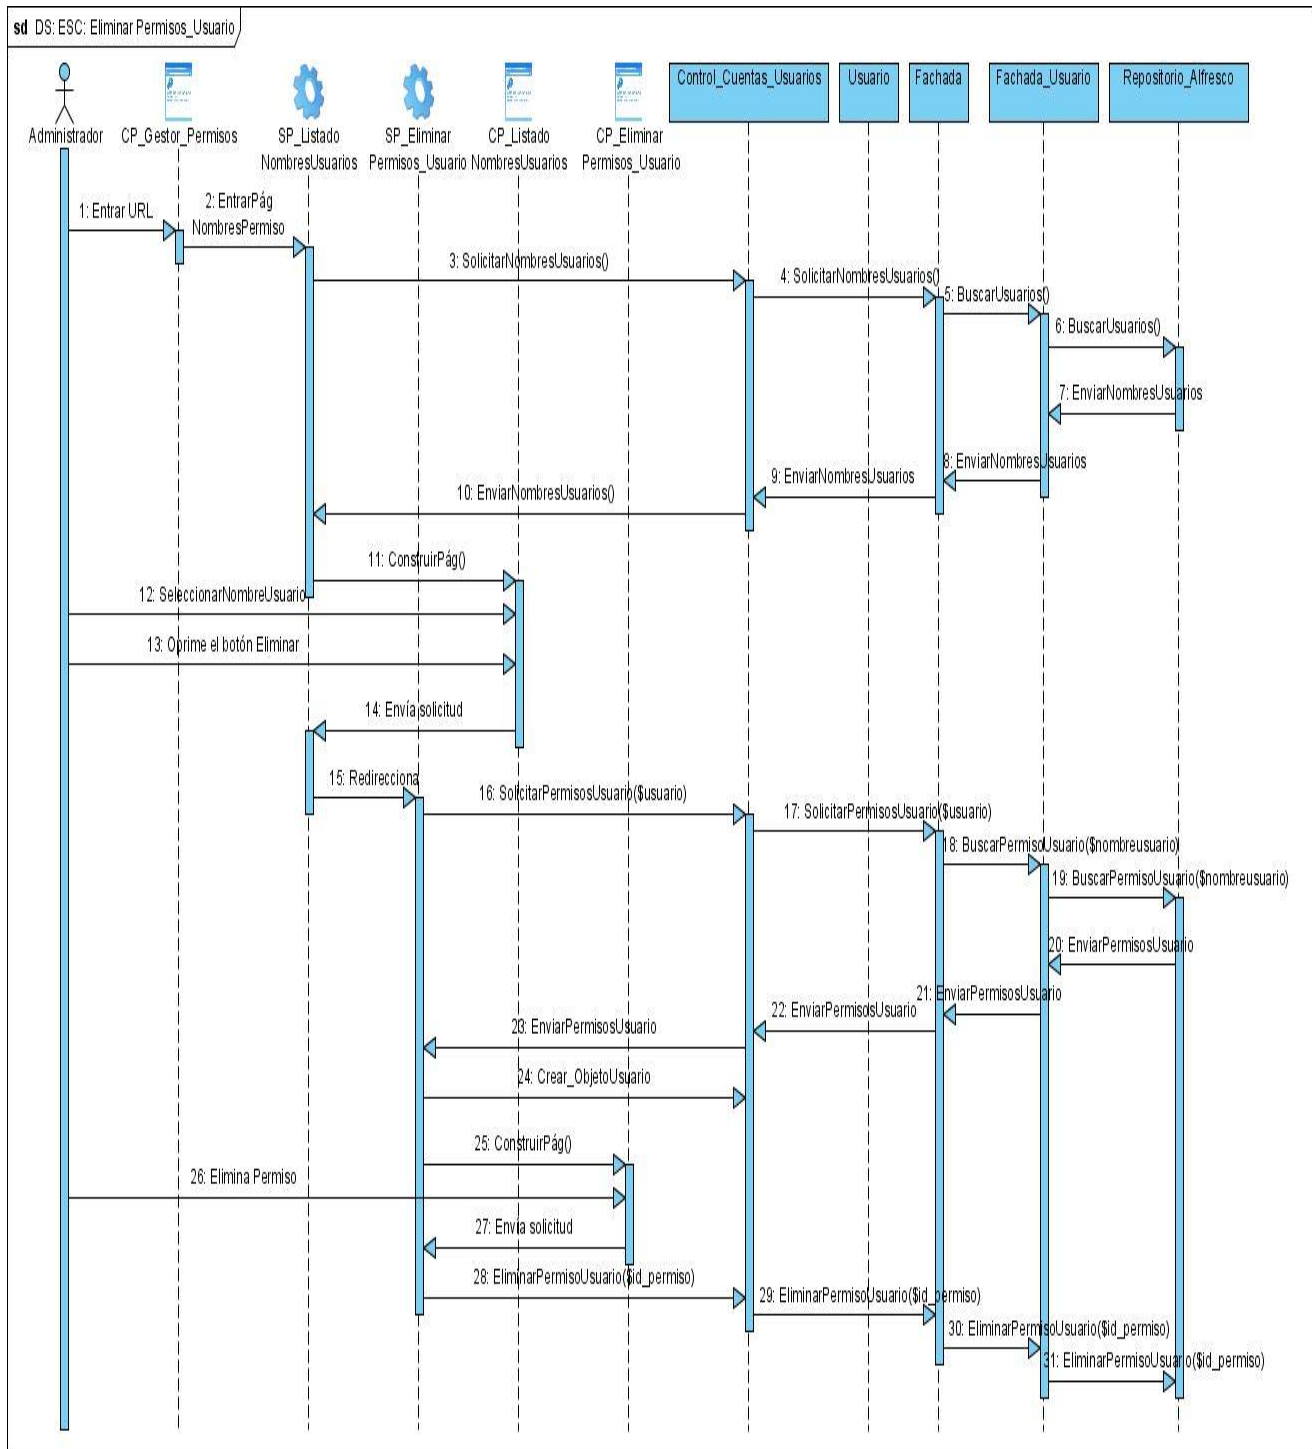 sd DS: ESC: Eliminar Permisos_Usuario
Administrador
CP_Gestor_Permisos
SP_Listado
NombresUsuarios
SP_Eliminar
Permisos_Usuario
CP_Listado
NombresUsuarios
CP_Eliminar
Permisos_Usuario
Control_Cuentas_Usuarios
Usuario
Fachada
Fachada_Usuario
Repositorio_Alfresco
1: Entrar URL
2: EntrarPág
NombresPermiso
3: SolicitarNombresUsuarios()
4: SolicitarNombresUsuarios()
5: BuscarUsuarios()
6: BuscarUsuarios()
7: EnviarNombresUsuarios
8: EnviarNombresUsuarios
9: EnviarNombresUsuarios
10: EnviarNombresUsuarios()
11: ConstruirPág()
12: SeleccionarNombreUsuario
13: Oprime el botón Eliminar
14: Envía solicitud
15: Redirecciona
16: SolicitarPermisosUsuario($usuario)
17: SolicitarPermisosUsuario($usuario)
18: BuscarPermisoUsuario($nombreusuario)
19: BuscarPermisoUsuario($nombreusuario)
20: EnviarPermisosUsuario
21: EnviarPermisosUsuario
22: EnviarPermisosUsuario
23: EnviarPermisosUsuario
24: Crear_ObjetoUsuario
25: ConstruirPág()
26: Elimina Permiso
27: Envía solicitud
28: EliminarPermisoUsuario($id_permiso)
29: EliminarPermisoUsuario($id_permiso)
30: EliminarPermisoUsuario($id_permiso)
31: EliminarPermisoUsuario($id_permiso)